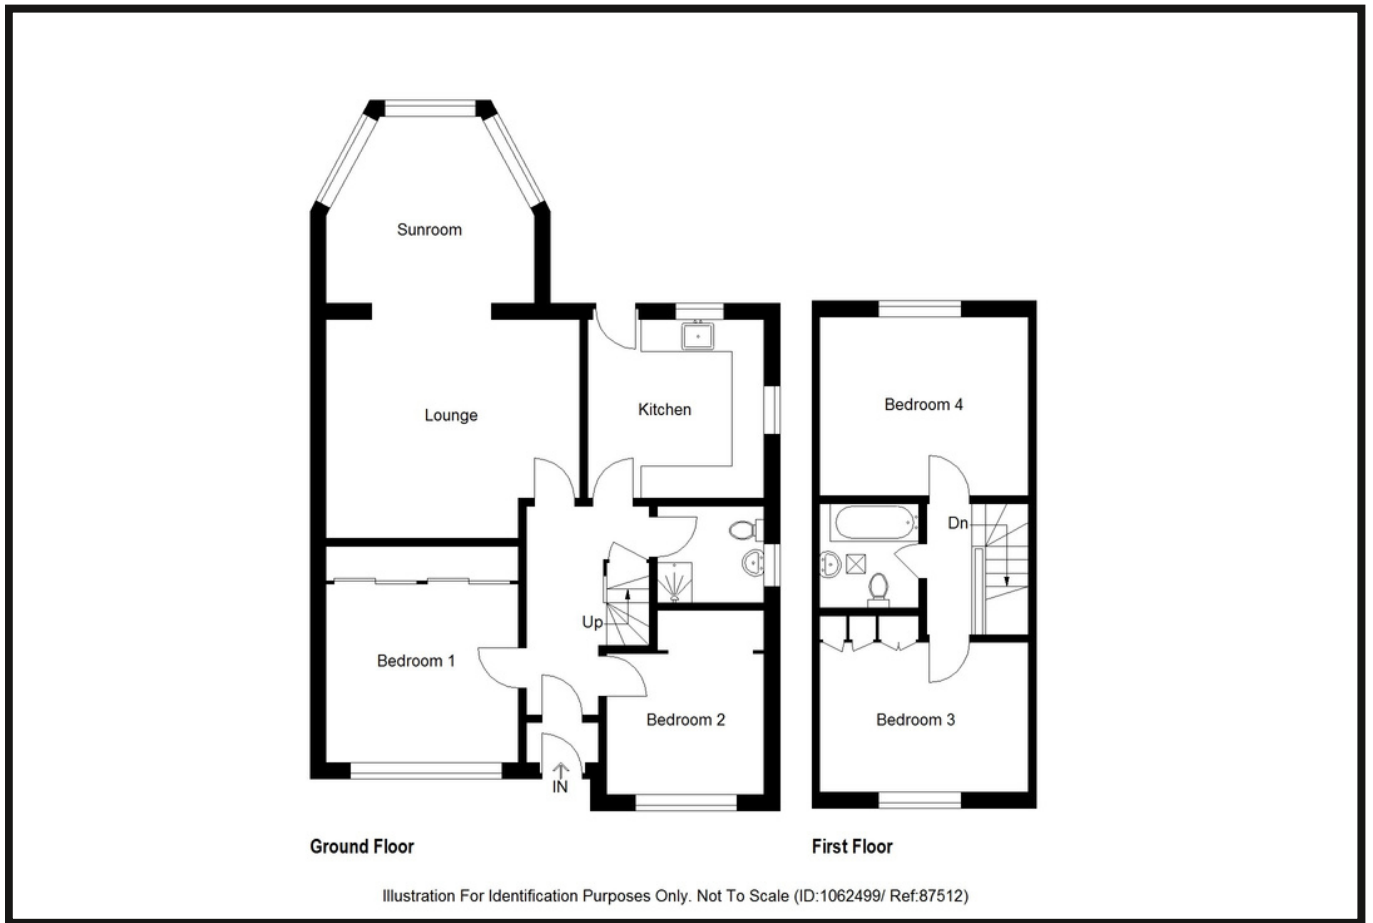 Sunroom
Lounge
Kitchen
Bedroom 4
Dn
Up
Bedroom 1
Bedroom 2
Bedroom 3
IN
Ground Floor
First Floor
Illustration For Identification Purposes Only. Not To Scale (ID:1062499/ Ref:87512)